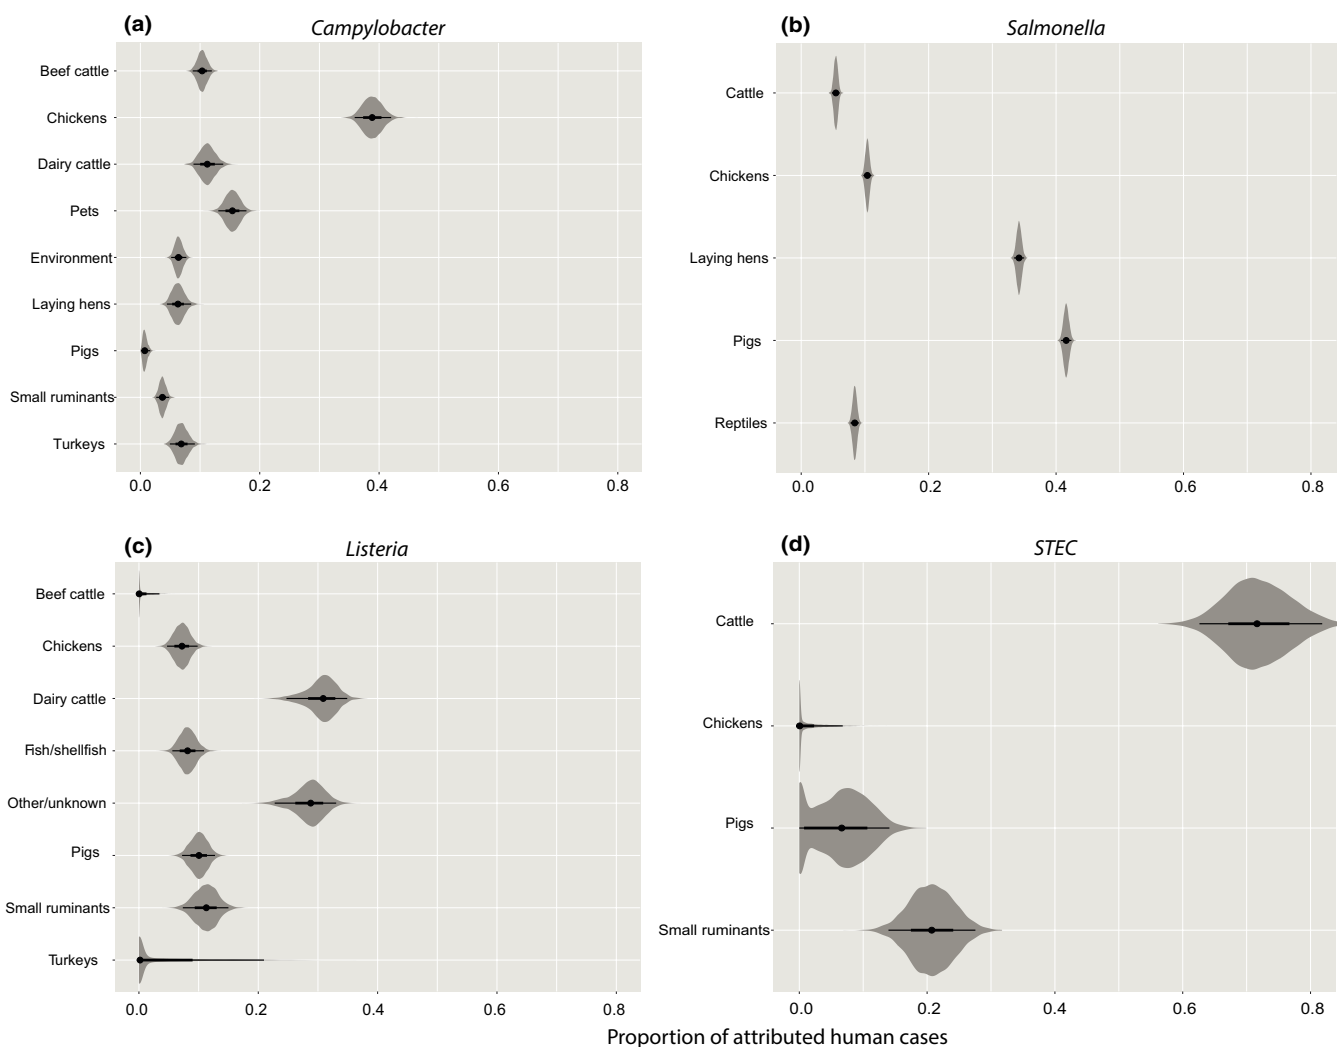 (a) Campylobacter
Beef cattle
Chickens
Dairy cattle
Pets
Environment
Laying hens
Pigs
Small ruminants
Turkeys
0.0 0.2 0.4 0.6 0.8
(b) Salmonella
Cattle
Chickens
Laying hens
Pigs
Reptiles
0.0 0.2 0.4 0.6 0.8
(c) Listeria
Beef cattle
Chickens
Dairy cattle
Fish/shellfish
Other/unknown
Pigs
Small ruminants
Turkeys
0.0 0.2 0.4 0.6 0.8
(d) STEC
Cattle
Chickens
Pigs
Small ruminants
0.0 0.2 0.4 0.6 0.8
Proportion of attributed human cases